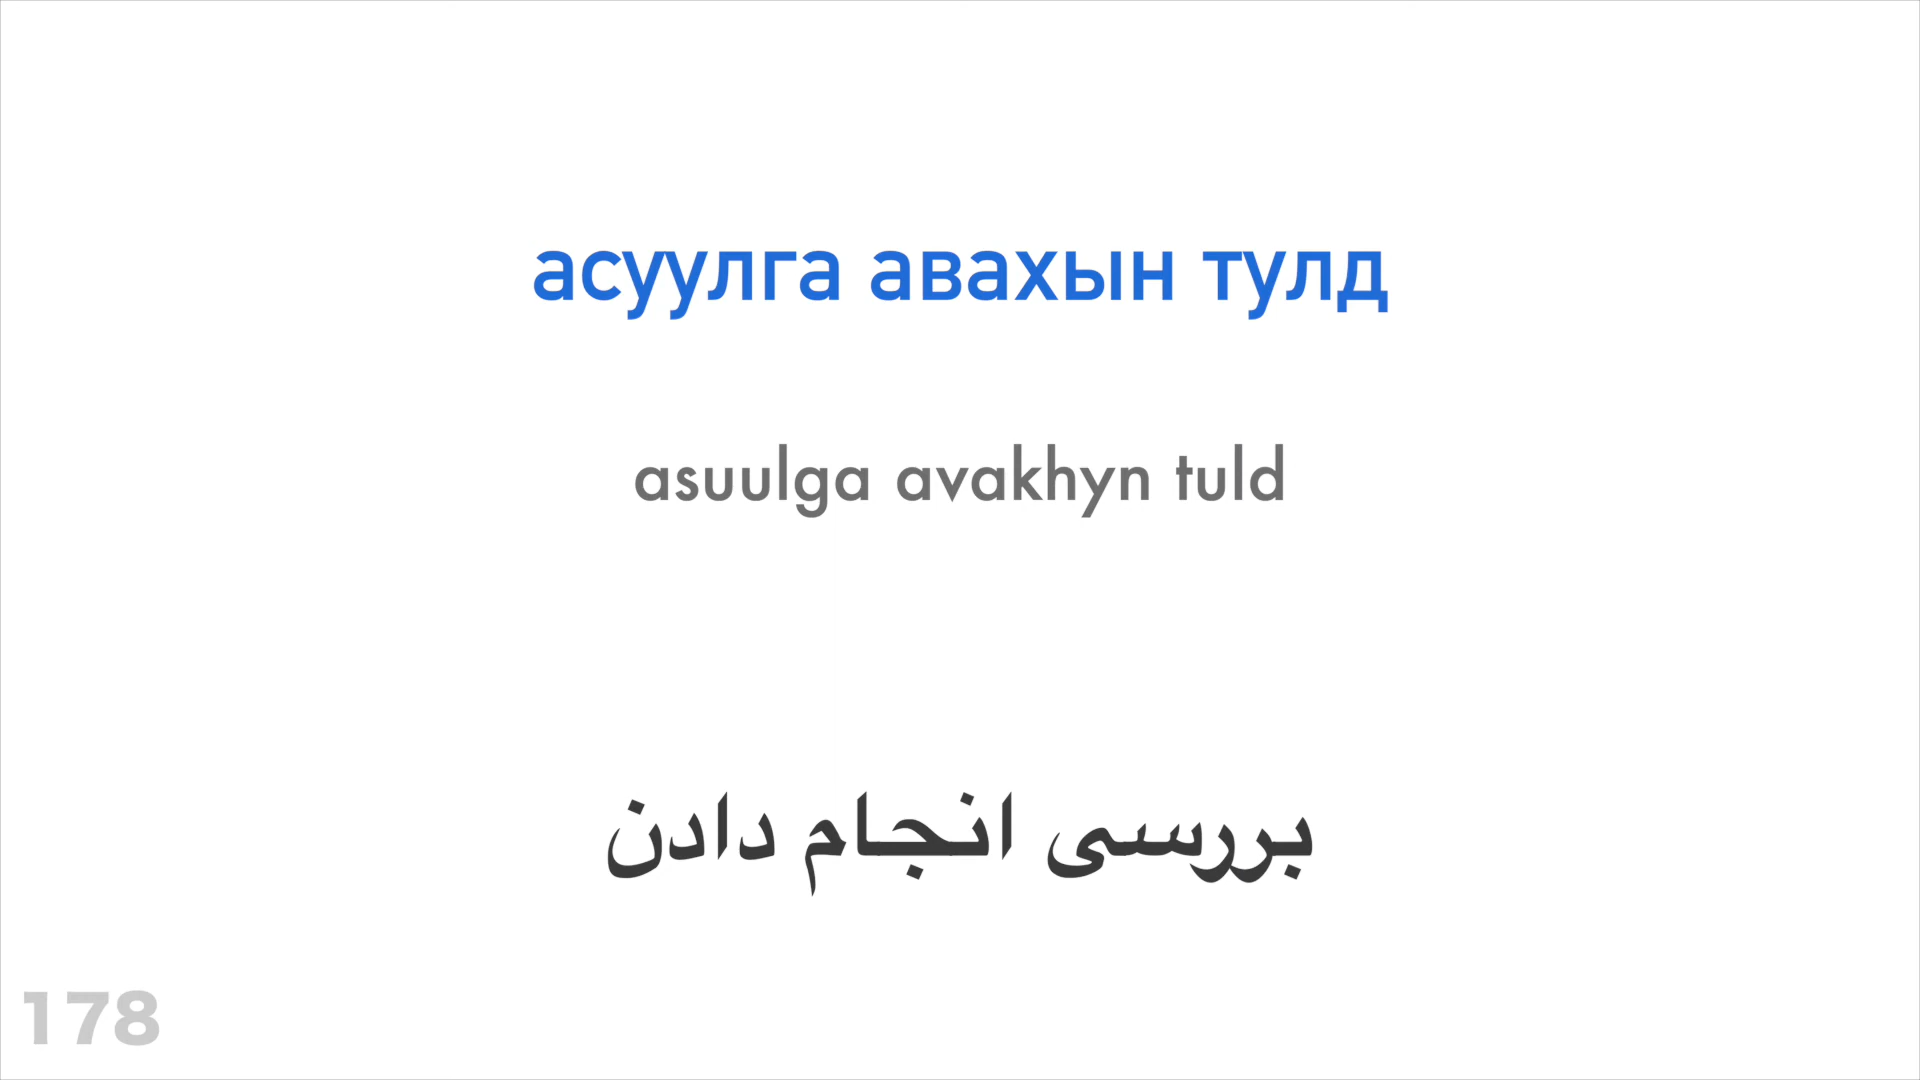 асуулга авахын тулд
asuulga avakhyn tuld
بررسی انجام دادن
178